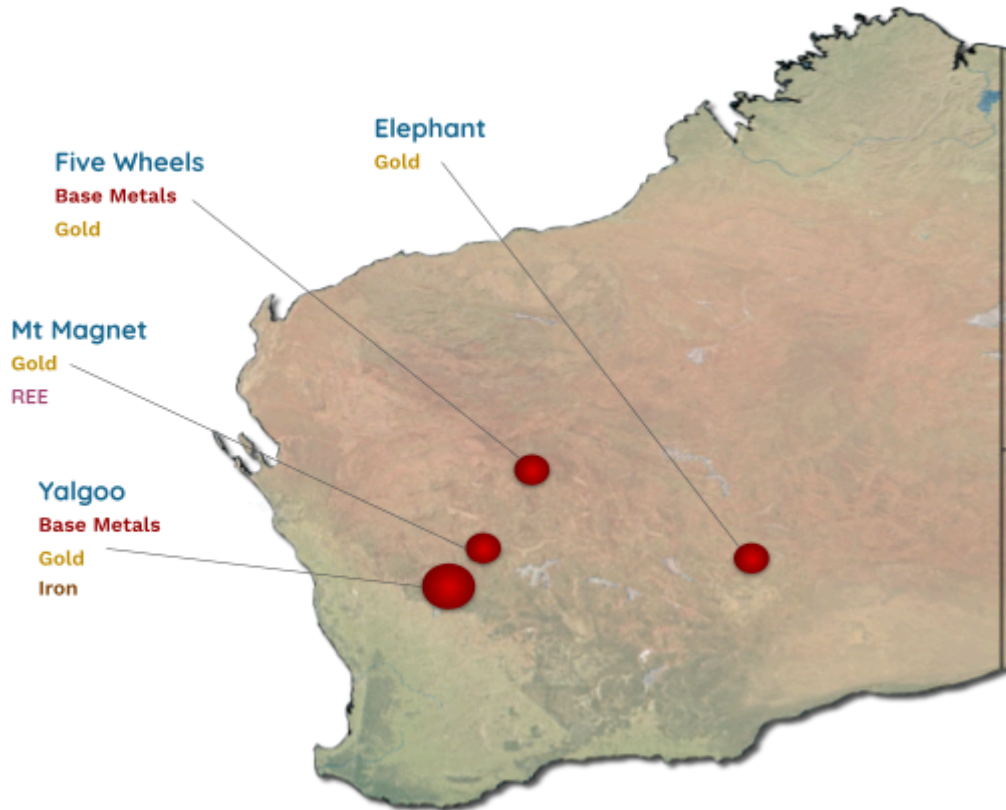 Elephant
Gold
Five Wheels
Base Metals
Gold
Mt Magnet
Gold
REE
Yalgoo
Base Metals
Gold
Iron